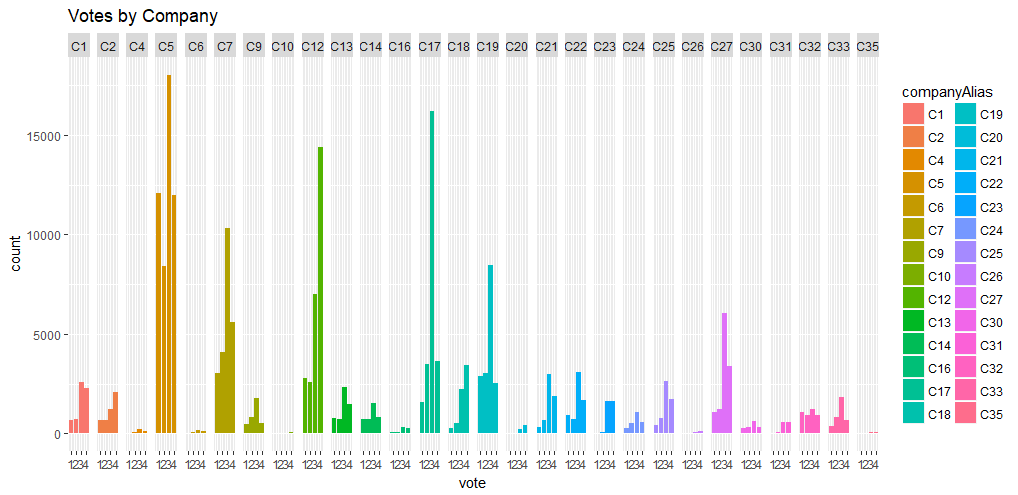 Votes by Company
C1 C2 C4 C5 C6 C7 C9 C10 C12 C13 C14 C16 C17 C18 C19 C20 C21 C22 C23 C24 C25 C26 C27 C30 C31 C32 C33 C35
15000
10000
5000
0
count
1234 1234 1234 1234 1234 1234 1234 1234 1234 1234 1234 1234 1234 1234 1234 1234 1234 1234 1234 1234 1234 1234 1234 1234 1234 1234 1234 1234
vote
companyAlias
C1 C19
C2 C20
C4 C21
C5 C22
C6 C23
C7 C24
C9 C25
C10 C26
C12 C27
C13 C30
C14 C31
C16 C32
C17 C33
C18 C35